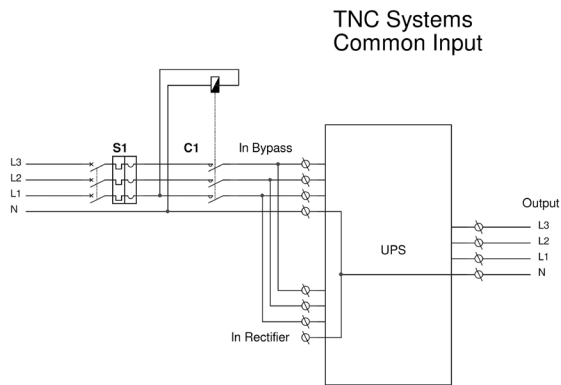 TNC Systems
Common Input
S1
C1
In Bypass
L3
L2
L1
N
Output
L3
L2
L1
N
UPS
In Rectifier